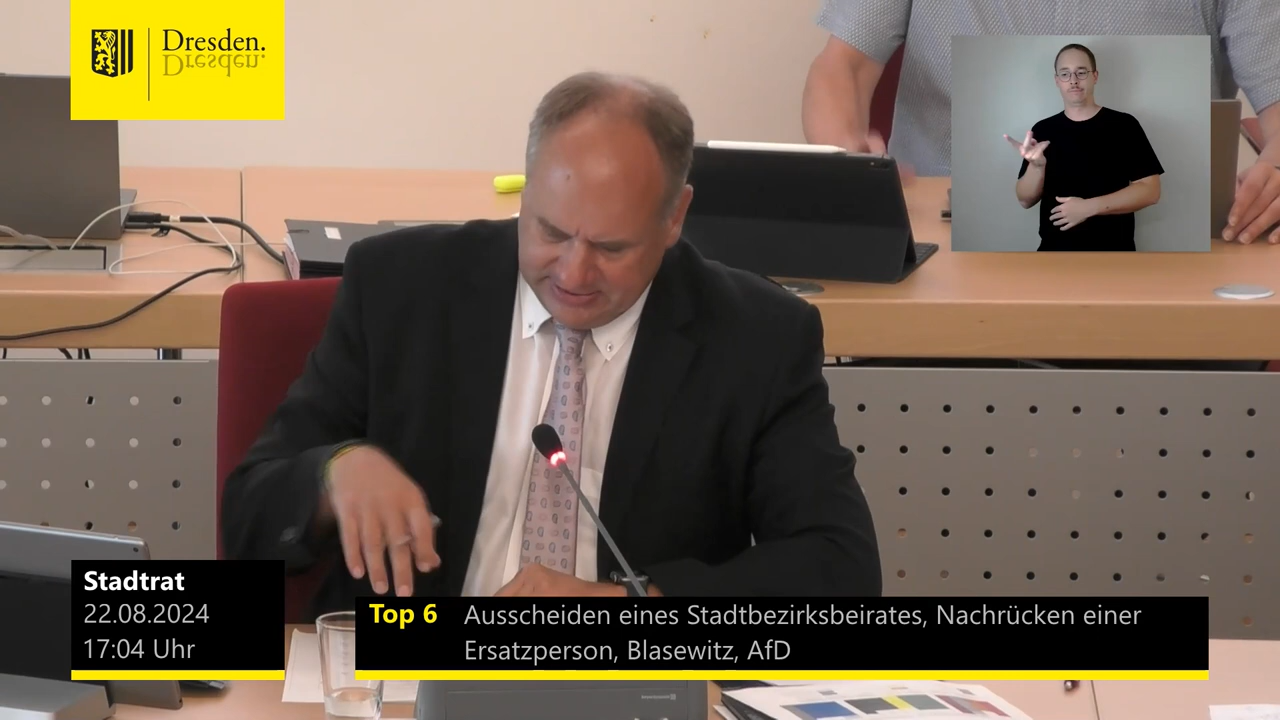 Dresden.
Dresden.
Stadtrat
22.08.2024
17:04 Uhr
Top 6 Ausscheiden eines Stadtbezirksbeirates, Nachrücken einer
Ersatzperson, Blasewitz, AfD